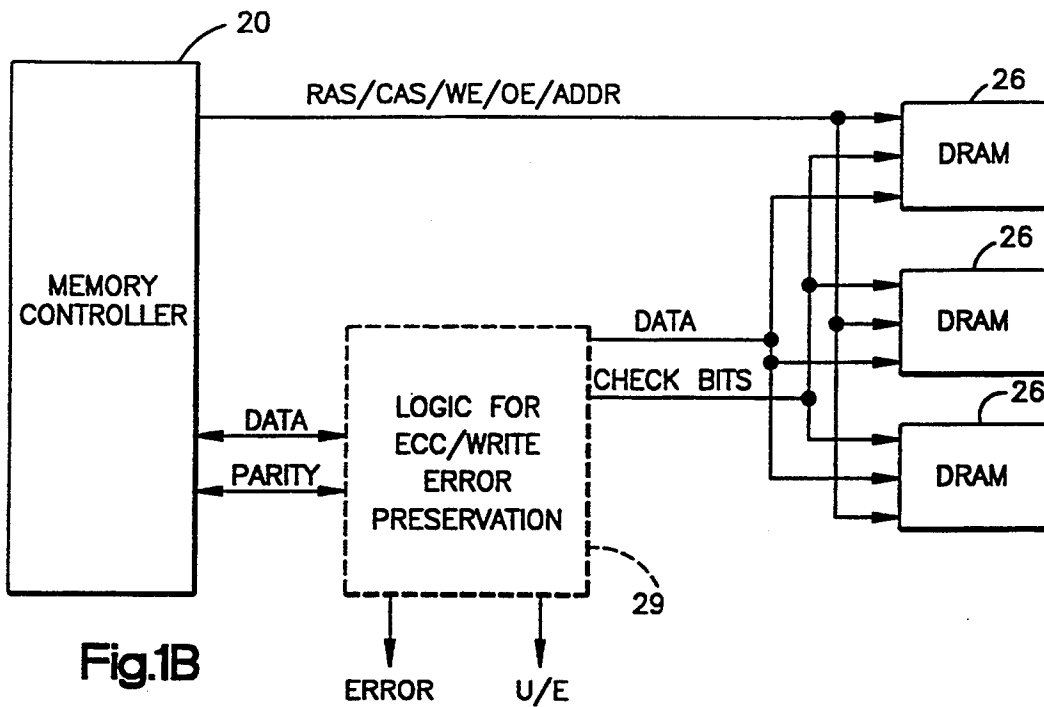 20
RAS/CAS/WE/OE/ADDR
26
DRAM
26
MEMORY
CONTROLLER
DRAM
DATA
CHECK BITS
26
LOGIC FOR
ECC/WRITE
ERROR
PRESERVATION
DATA
PARITY
DRAM
29
Fig.1B
ERROR
U/E